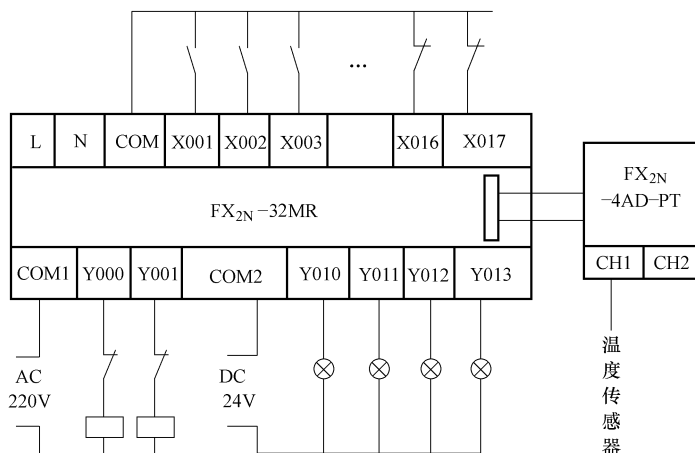 ...
L N COM X001 X002 X003 X016 X017
FX2N-32MR
FX2N
-4AD-PT
COM1 Y000 Y001 COM2 Y010 Y011 Y012 Y013
CH1 CH2
AC
220V
DC
24V
温度传感器